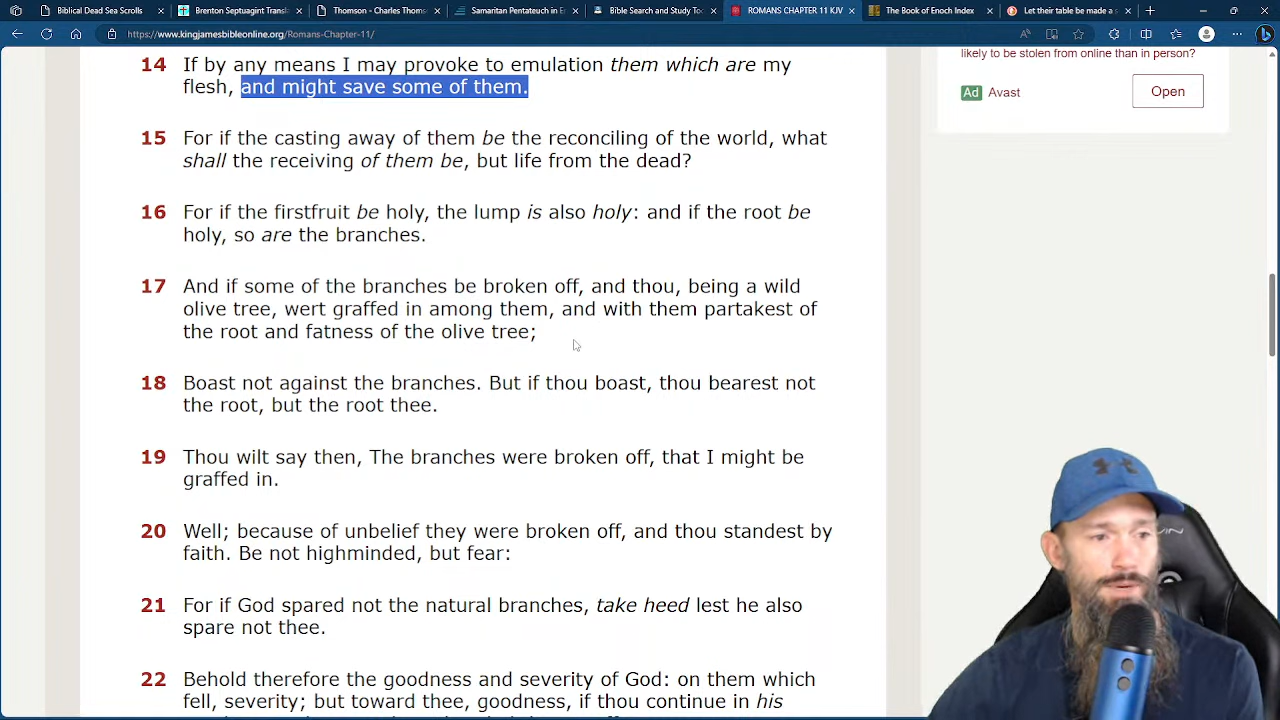 Biblical Dead Sea Scrolls
Brenton Septuagint Trans
Thomson - Charles Thoms
Samaritan Pentateuch in E
Bible Search and Study To
ROMANS CHAPTER 11 KJV
The Book of Enoch Index
Let their table be made a s
https://www.kingjamesbibleonline.org/Romans-Chapter-11/
14 If by any means I may provoke to emulation them which are my
flesh, and might save some of them.
15 For if the casting away of them be the reconciling of the world, what
shall the receiving of them be, but life from the dead?
16 For if the firstfruit be holy, the lump is also holy: and if the root be
holy, so are the branches.
17 And if some of the branches be broken off, and thou, being a wild
olive tree, wert graffed in among them, and with them partakest of
the root and fatness of the olive tree;
18 Boast not against the branches. But if thou boast, thou bearest not
the root, but the root thee.
19 Thou wilt say then, The branches were broken off, that I might be
graffed in.
20 Well; because of unbelief they were broken off, and thou standest by
faith. Be not highminded, but fear:
21 For if God spared not the natural branches, take heed lest he also
spare not thee.
22 Behold therefore the goodness and severity of God: on them which
fell, severity; but toward thee, goodness, if thou continue in his
likely to be stolen from online than in person?
Ad Avast
Open